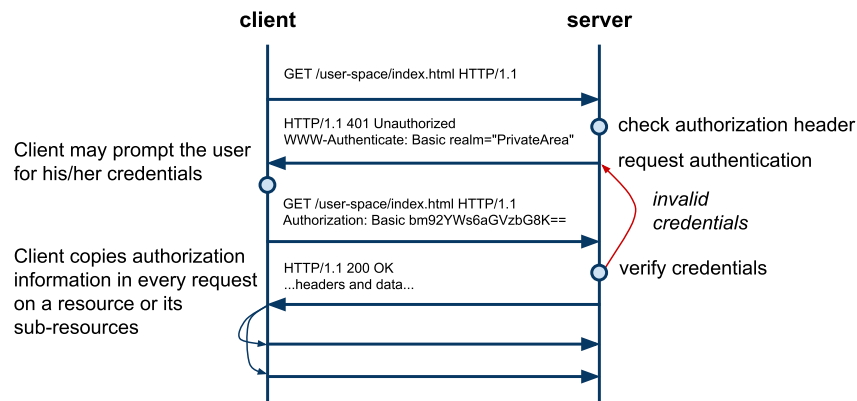 client
server
GET /user-space/index.html HTTP/1.1
HTTP/1.1 401 Unauthorized
WWW-Authenticate: Basic realm="PrivateArea"
check authorization header
request authentication
Client may prompt the user
for his/her credentials
GET /user-space/index.html HTTP/1.1
Authorization: Basic bm92YWs6aGVzbG8K==
invalid
credentials
Client copies authorization
information in every request
on a resource or its
sub-resources
HTTP/1.1 200 OK
...headers and data...
verify credentials